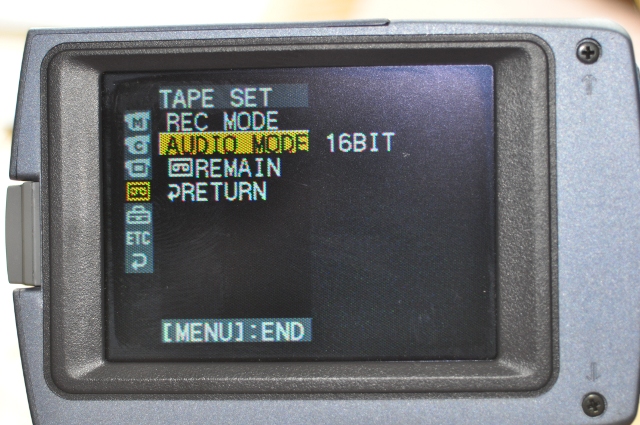 TAPE SET
M REC MODE
C AUDIO MODE 16BIT
REMAIN
RETURN
ETC
[MENU]:END